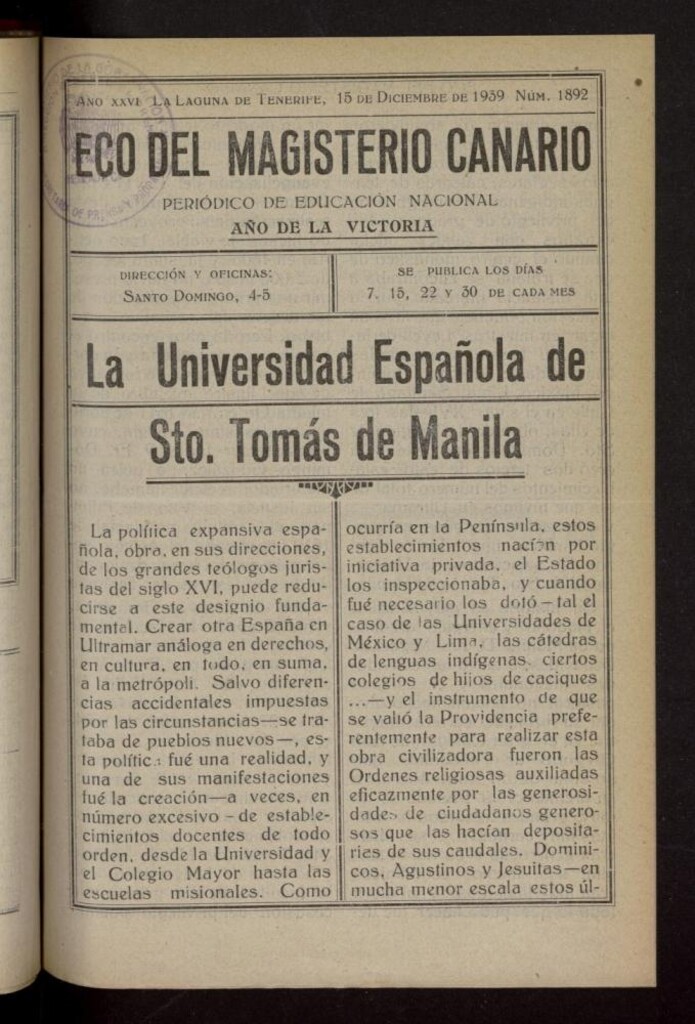 AÑO XXVI LA LAGUNA DE TENERIFE, 15 DE DICIEMBRE DE 1939 NÚM. 1892
ECO DEL MAGISTERIO CANARIO
PERIÓDICO DE EDUCACIÓN NACIONAL
AÑO DE LA VICTORIA
DIRECCIÓN Y OFICINAS:
SANTO DOMINGO, 4-5
SE PUBLICA LOS DÍAS
7, 15, 22 Y 30 DE CADA MES
La Universidad Española de
Sto. Tomás de Manila
La política expansiva espa-
ñola, obra, en sus direcciones,
de los grandes teólogos juris-
tas del siglo XVI, puede redu-
cirse a este designio funda-
mental. Crear otra España en
Ultramar análoga en derechos,
en cultura, en todo, en suma,
a la metrópoli. Salvo diferen-
cias accidentales impuestas
por las circunstancias—se tra-
taba de pueblos nuevos—, es-
ta política fué una realidad, y
una de sus manifestaciones
fué la creación—a veces, en
número excesivo - de estable-
cimientos docentes de todo
orden, desde la Universidad y
el Colegio Mayor hasta las
escuelas misionales. Como
ocurría en la Península, estos
establecimientos nacían por
iniciativa privada, el Estado
los inspeccionaba, y cuando
fué necesario los dotó—tal el
caso de las Universidades de
México y Lima, las cátedras
de lenguas indígenas, ciertos
colegios de hijos de caciques
...—y el instrumento de que
se valió la Providencia prefe-
rentemente para realizar esta
obra civilizadora fueron las
Ordenes religiosas auxiliadas
eficazmente por las generosi-
dades de ciudadanos genero-
sos que las hacían deposita-
rias de sus caudales. Domini-
cos, Agustinos y Jesuitas—en
mucha menor escala estos úl-